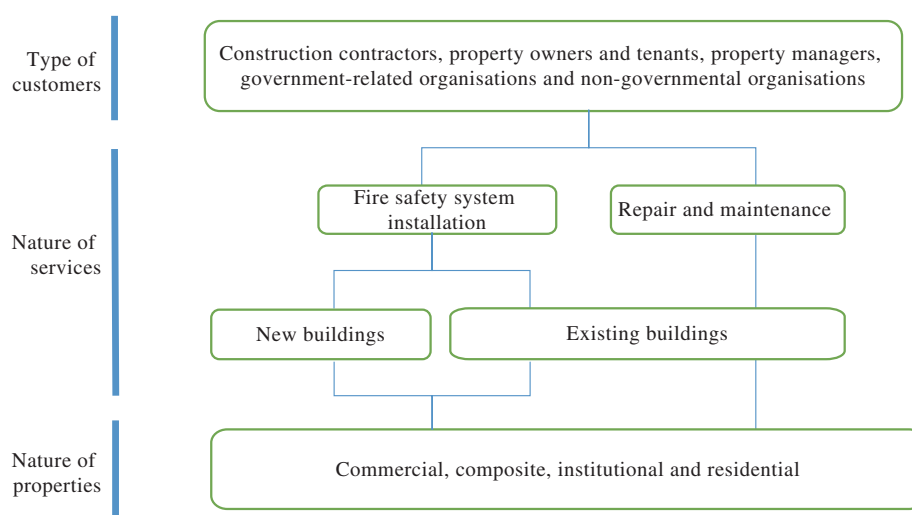 Type of
customers
Construction contractors, property owners and tenants, property managers,
government-related organisations and non-governmental organisations
Nature of
services
Fire safety system
installation
Repair and maintenance
New buildings
Existing buildings
Nature of
properties
Commercial, composite, institutional and residential